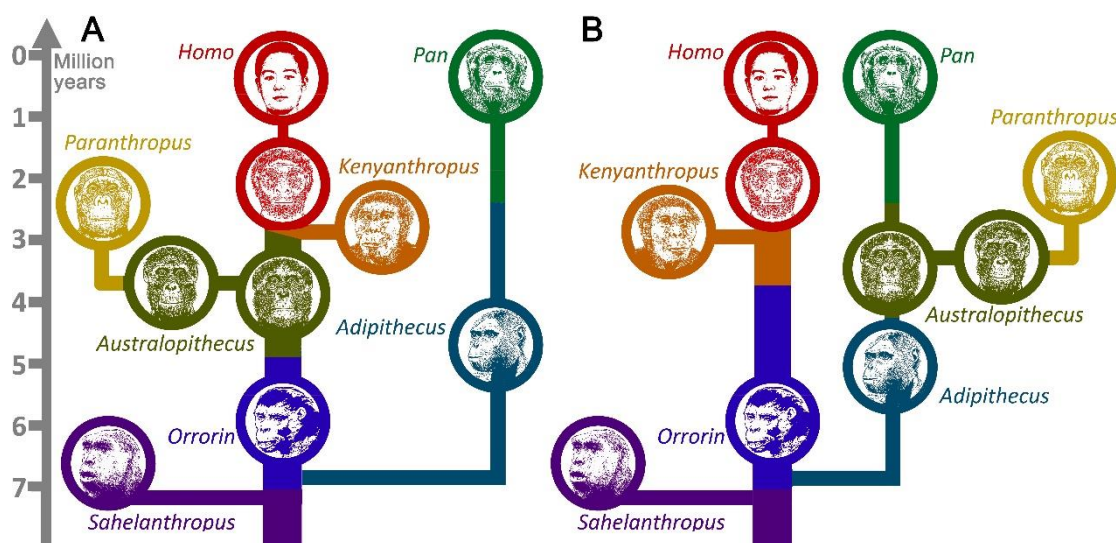 A
B
0
Million
years
1
2
3
4
5
6
7
Homo
Pan
Paranthropus
Kenyanthropus
Australopithecus
Adipithecus
Orrorin
Sahelanthropus
Homo
Pan
Paranthropus
Kenyanthropus
Australopithecus
Adipithecus
Orrorin
Sahelanthropus